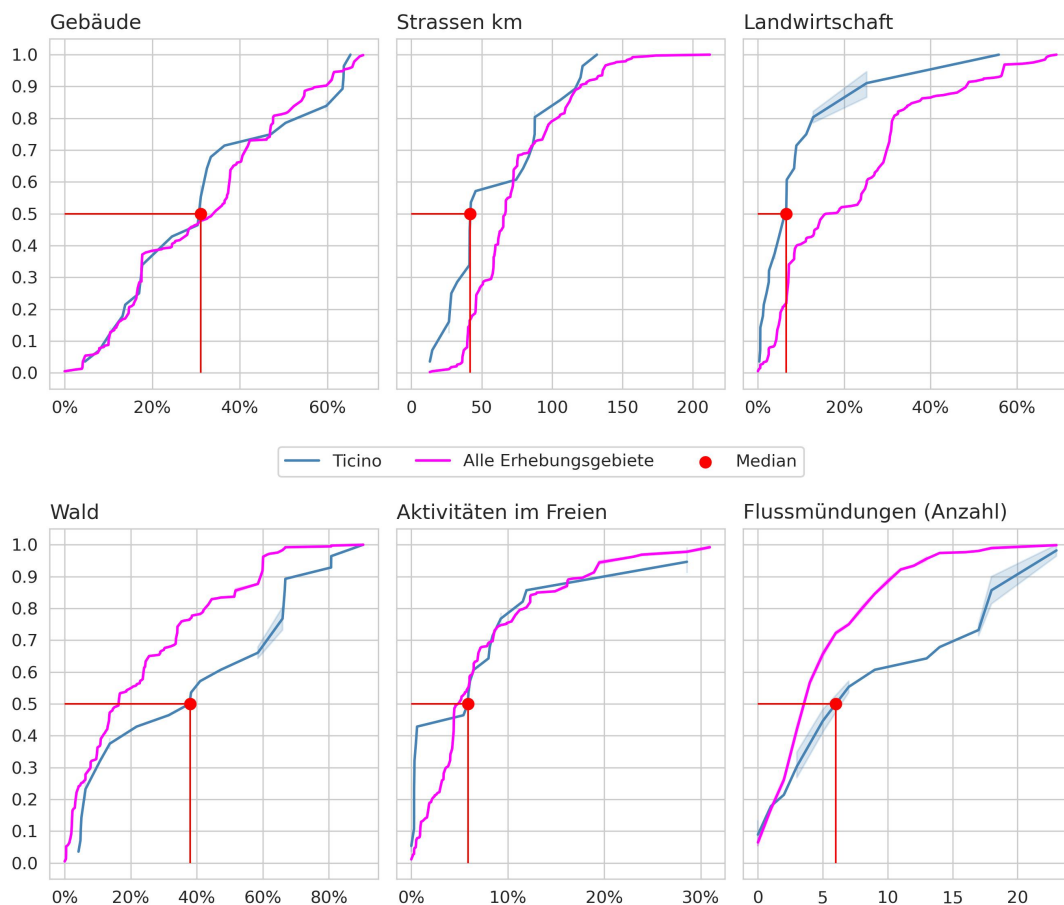 Gebäude
Strassen km
Landwirtschaft
1.0
0.9
0.8
0.7
0.6
0.5
0.4
0.3
0.2
0.1
0.0
0% 20% 40% 60%
0 50 100 150 200
0% 20% 40% 60%
Ticino Alle Erhebungsgebiete Median
Wald
Aktivitäten im Freien
Flussmündungen (Anzahl)
1.0
0.9
0.8
0.7
0.6
0.5
0.4
0.3
0.2
0.1
0.0
0% 20% 40% 60% 80%
0% 10% 20% 30%
0 5 10 15 20